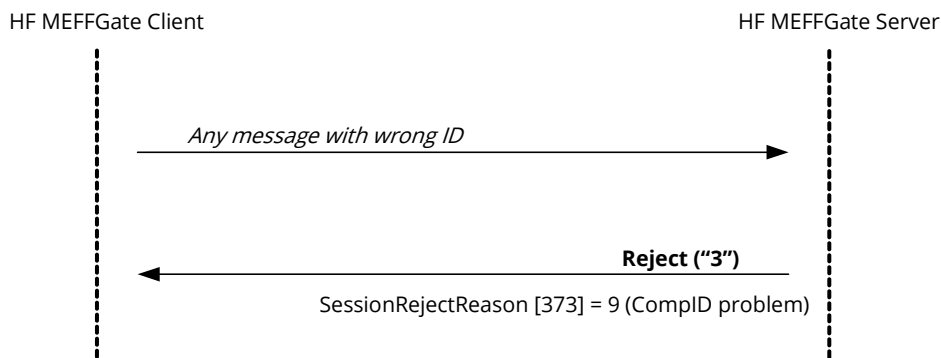 HF MEFFGate Client
HF MEFFGate Server
Any message with wrong ID
Reject (“3”)
SessionRejectReason [373] = 9 (CompID problem)